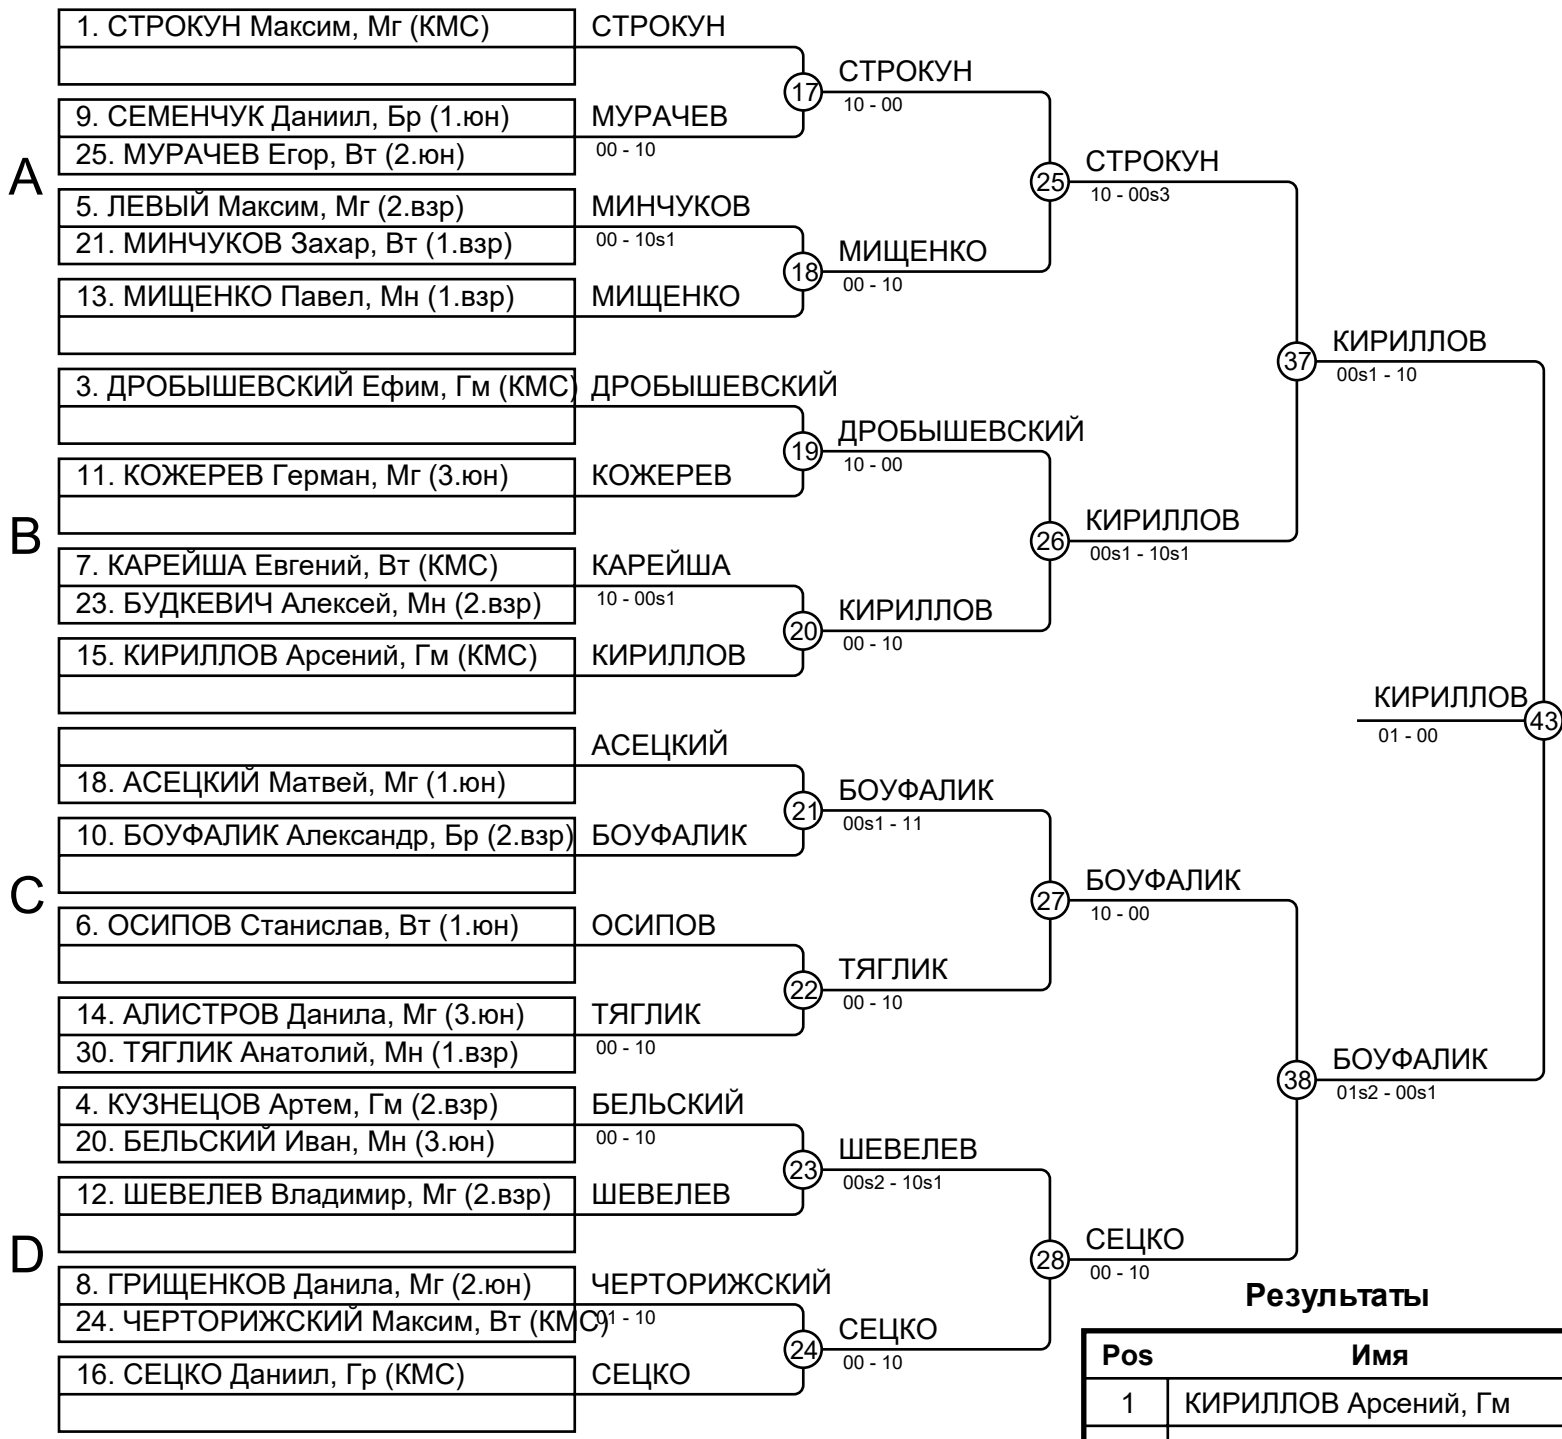 1. СТРОКУН Максим, Мг (КМС)
9. СЕМЕНЧУК Даниил, Бр (1.юн)
25. МУРАЧЕВ Егор, Вт (2.юн)
A
5. ЛЕВЫЙ Максим, Мг (2.взр)
21. МИНЧУКОВ Захар, Вт (1.взр)
13. МИЩЕНКО Павел, Мн (1.взр)
3. ДРОБЫШЕВСКИЙ Ефим, Гм (КМС)
11. КОЖЕРЕВ Герман, Мг (3.юн)
B
7. КАРЕЙША Евгений, Вт (КМС)
23. БУДКЕВИЧ Алексей, Мн (2.взр)
15. КИРИЛЛОВ Арсений, Гм (КМС)
18. АСЕЦКИЙ Матвей, Мг (1.юн)
10. БОУФАЛИК Александр, Бр (2.взр)
C
6. ОСИПОВ Станислав, Вт (1.юн)
14. АЛИСТРОВ Данила, Мг (3.юн)
30. ТЯГЛИК Анатолий, Мн (1.взр)
4. КУЗНЕЦОВ Артем, Гм (2.взр)
20. БЕЛЬСКИЙ Иван, Мн (3.юн)
12. ШЕВЕЛЕВ Владимир, Мг (2.взр)
D
8. ГРИЩЕНКОВ Данила, Мг (2.юн)
24. ЧЕРТОРИЖСКИЙ Максим, Вт (КМС)
16. СЕЦКО Даниил, Гр (КМС)
СТРОКУН
МУРАЧЕВ
00 - 10
МИНЧУКОВ
00 - 10s1
МИЩЕНКО
ДРОБЫШЕВСКИЙ
КОЖЕРЕВ
КАРЕЙША
10 - 00s1
КИРИЛЛОВ
АСЕЦКИЙ
БОУФАЛИК
ОСИПОВ
ТЯГЛИК
00 - 10
БЕЛЬСКИЙ
00 - 10
ШЕВЕЛЕВ
ЧЕРТОРИЖСКИЙ
01 - 10
СЕЦКО
17
СТРОКУН
10 - 00
18
МИЩЕНКО
00 - 10
19
ДРОБЫШЕВСКИЙ
10 - 00
20
КИРИЛЛОВ
00 - 10
21
БОУФАЛИК
00s1 - 11
22
ТЯГЛИК
00 - 10
23
ШЕВЕЛЕВ
00s2 - 10s1
24
СЕЦКО
00 - 10
25
СТРОКУН
10 - 00s3
26
КИРИЛЛОВ
00s1 - 10s1
27
БОУФАЛИК
10 - 00
28
СЕЦКО
00 - 10
37
КИРИЛЛОВ
00s1 - 10
38
БОУФАЛИК
01s2 - 00s1
КИРИЛЛОВ
43
01 - 00
Результаты
Pos Имя
1 КИРИЛЛОВ Арсений, Гм